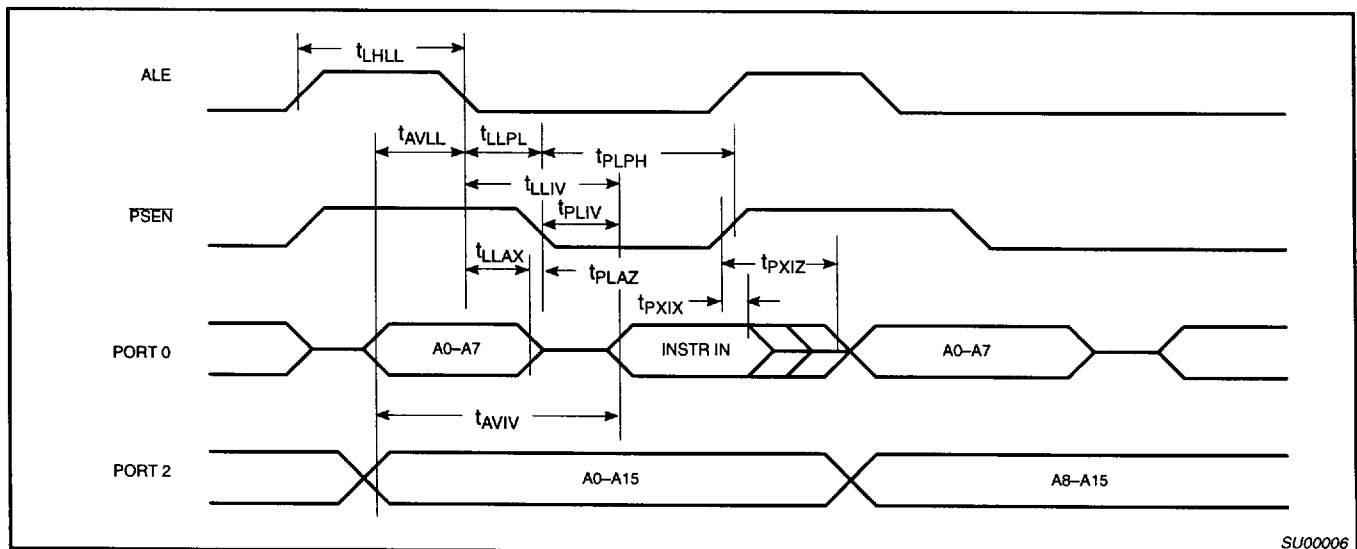 tLHLL
ALE
tAVLL
tLLPL
tPLPH
tLLIV
PSEN
tPLIV
tLLAX
tPLAZ
tPXIZ
tPXIX
PORT 0
A0–A7
INSTR IN
A0–A7
tAVIV
PORT 2
A0–A15
A8–A15
SU00006